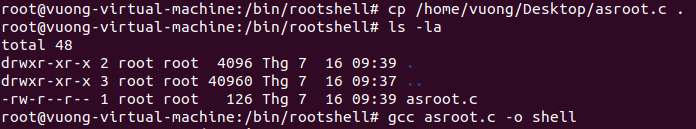 root@vuong-virtual-machine:/bin/rootshell# cp /home/vuong/Desktop/asroot.c .
root@vuong-virtual-machine:/bin/rootshell# ls -la
total 48
drwxr-xr-x 2 root root  4096 Thg 7  16 09:39 .
drwxr-xr-x 3 root root 40960 Thg 7  16 09:37 ..
-rw-r--r-- 1 root root   126 Thg 7  16 09:39 asroot.c
root@vuong-virtual-machine:/bin/rootshell# gcc asroot.c -o shell